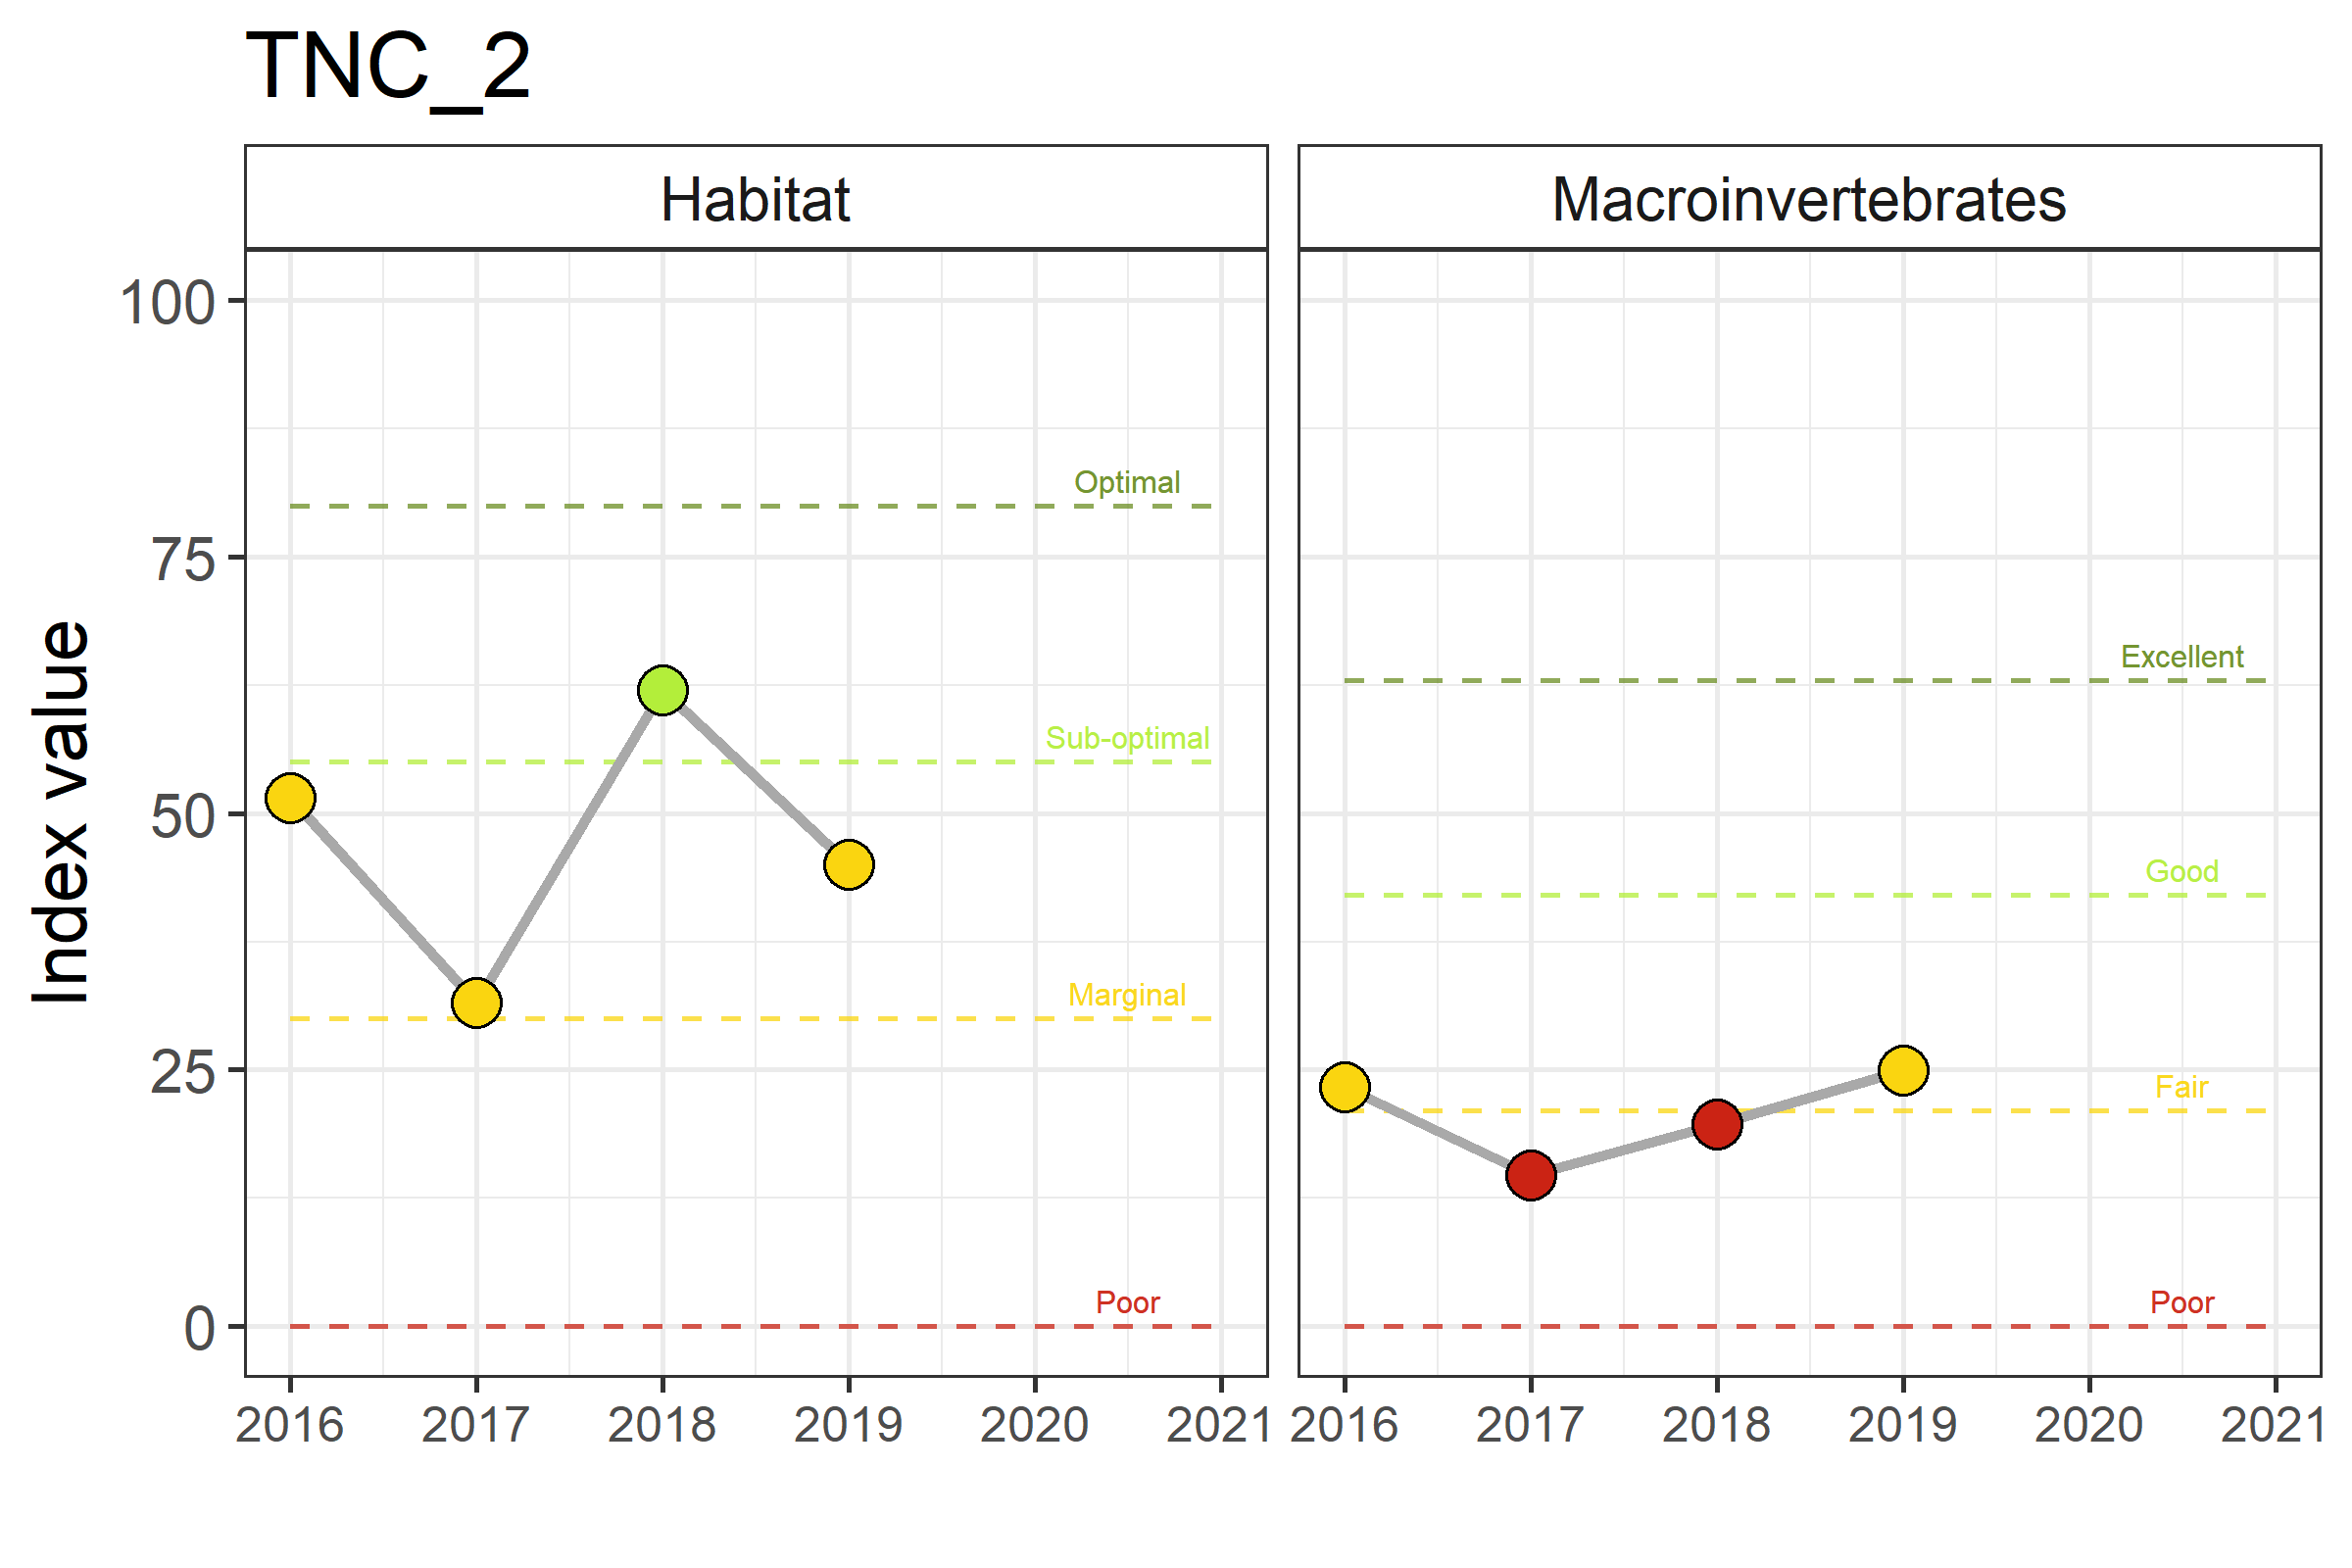 TNC_2
Habitat
Macroinvertebrates
Index value
100
75
50
25
0
Optimal
Sub-optimal
Marginal
Poor
Excellent
Good
Fair
Poor
2016 2017 2018 2019 2020 2021
2016 2017 2018 2019 2020 2021